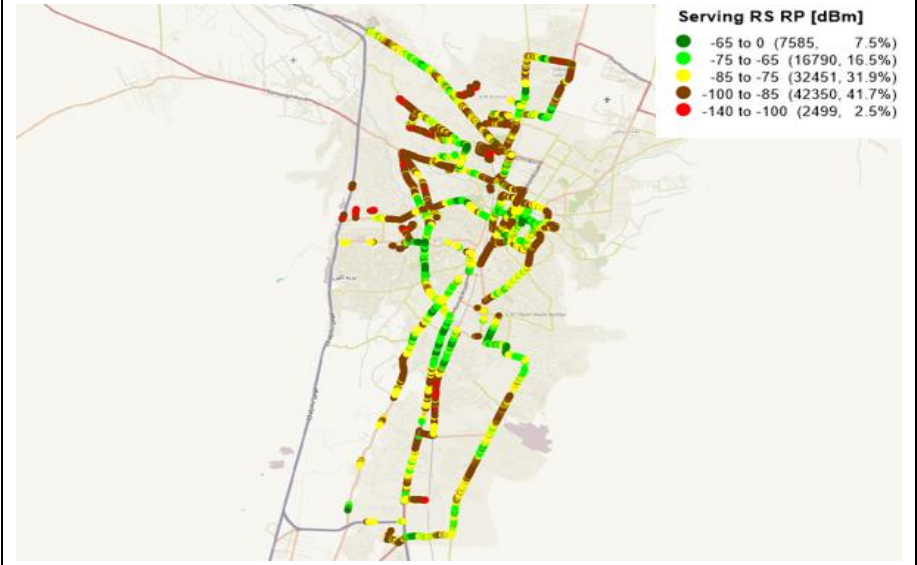 Serving RS RP [dBm]
-65 to 0 (7585, 7.5%)
-75 to -65 (16790, 16.5%)
-85 to -75 (32451, 31.9%)
-100 to -85 (42350, 41.7%)
-140 to -100 (2499, 2.5%)